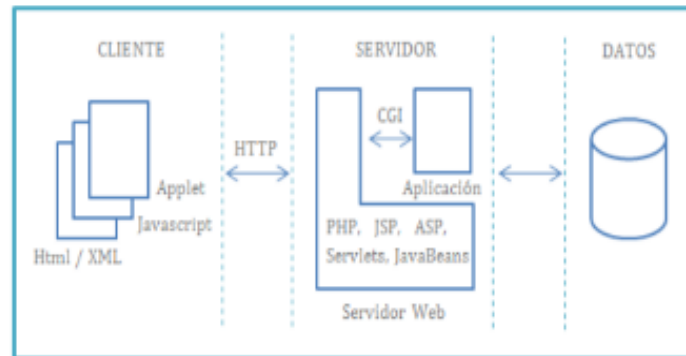 CLIENTE
SERVIDOR
DATOS
CGI
HTTP
Applet
Aplicación
Javascript
PHP, JSP, ASP,
Html / XML
Servlets, JavaBeans
Servidor Web